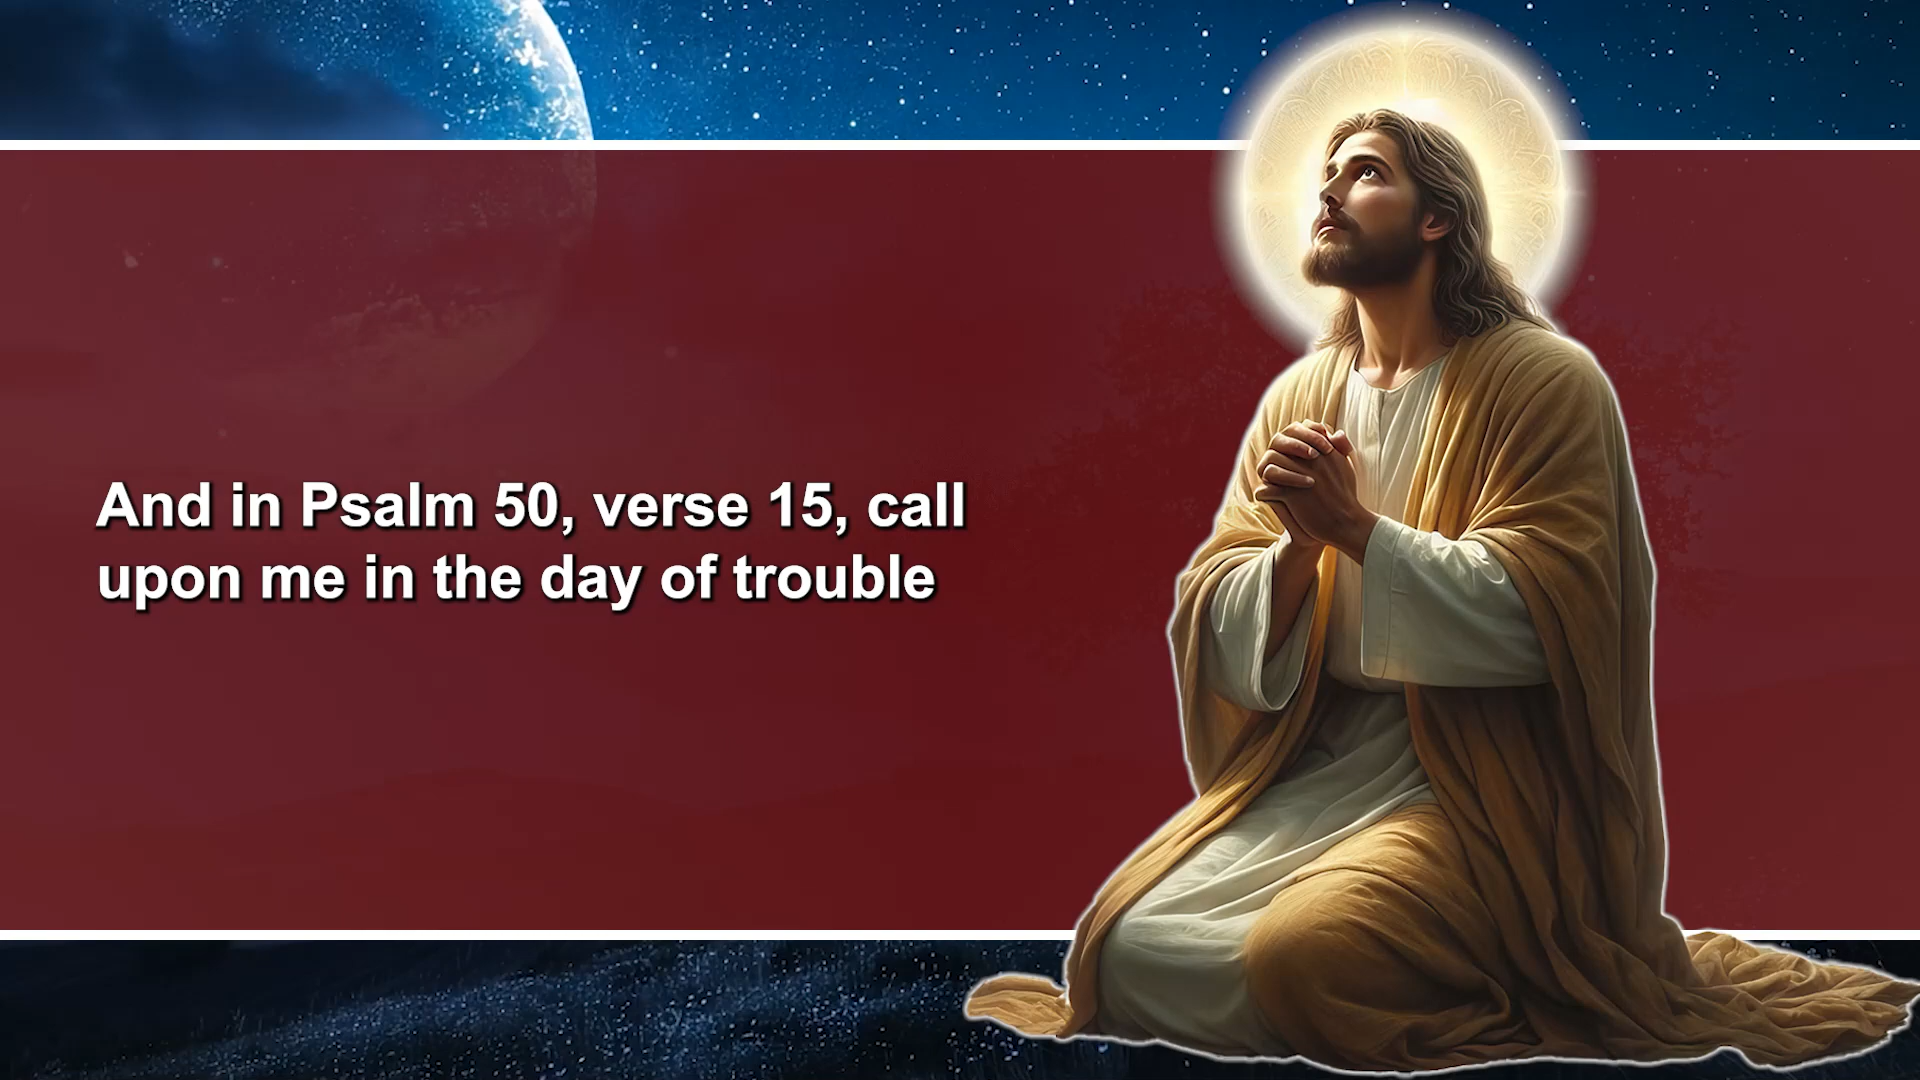 And in Psalm 50, verse 15, call
upon me in the day of trouble